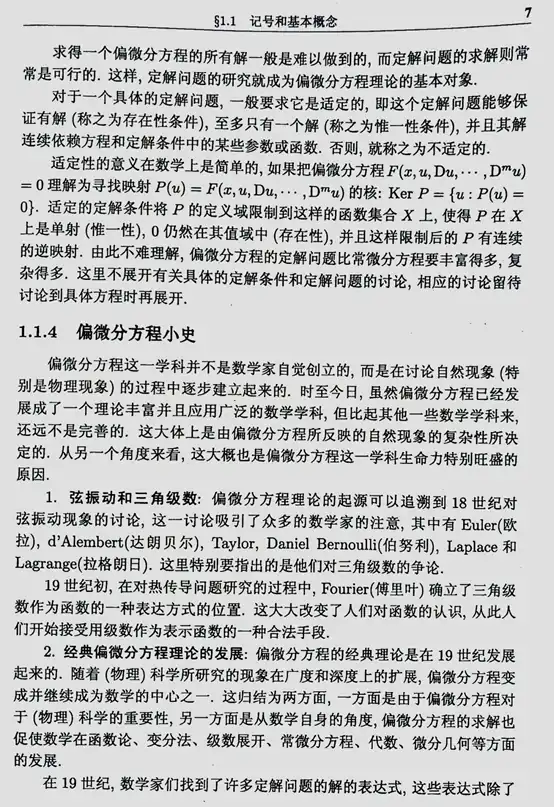 §1.1 记号和基本概念 7
求得一个偏微分方程的所有解一般是难以做到的, 而定解问题的求解则常
常是可行的. 这样, 定解问题的研究就成为偏微分方程理论的基本对象.
对于一个具体的定解问题, 一般要求它是适定的, 即这个定解问题能够保
证有解 (称之为存在性条件), 至多只有一个解 (称之为惟一性条件), 并且其解
连续依赖方程和定解条件中的某些参数或函数. 否则, 就称之为不适定的.
适定性的意义在数学上是简单的, 如果把偏微分方程 F(x, u, Du, ⋯, Dᵐu)
= 0 理解为寻找映射 P(u) = F(x, u, Du, ⋯, Dᵐu) 的核: Ker P = {u : P(u) =
0}. 适定的定解条件将 P 的定义域限制到这样的函数集合 X 上, 使得 P 在 X
上是单射 (惟一性), 0 仍然在其值域中 (存在性), 并且这样限制后的 P 有连续
的逆映射. 由此不难理解, 偏微分方程的定解问题比常微分方程要丰富得多, 复
杂得多. 这里不展开有关具体的定解条件和定解问题的讨论, 相应的讨论留待
讨论到具体方程时再展开.
1.1.4 偏微分方程小史
偏微分方程这一学科并不是数学家自觉创立的, 而是在讨论自然现象 (特
别是物理现象) 的过程中逐步建立起来的. 时至今日, 虽然偏微分方程已经发
展成了一个理论丰富并且应用广泛的数学学科, 但比起其他一些数学学科来,
还远不是完善的. 这大体上是由偏微分方程所反映的自然现象的复杂性所决
定的. 从另一个角度来看, 这大概也是偏微分方程这一学科生命力特别旺盛的
原因.
1. 弦振动和三角级数: 偏微分方程理论的起源可以追溯到 18 世纪对
弦振动现象的讨论, 这一讨论吸引了众多的数学家的注意, 其中有 Euler(欧
拉), d'Alembert(达朗贝尔), Taylor, Daniel Bernoulli(伯努利), Laplace 和
Lagrange(拉格朗日). 这里特别要指出的是他们对三角级数的争论.
19 世纪初, 在对热传导问题研究的过程中, Fourier(傅里叶) 确立了三角级
数作为函数的一种表达方式的位置. 这大大改变了人们对函数的认识, 从此人
们开始接受用级数作为表示函数的一种合法手段.
2. 经典偏微分方程理论的发展: 偏微分方程的经典理论是在 19 世纪发展
起来的. 随着 (物理) 科学所研究的现象在广度和深度上的扩展, 偏微分方程变
成并继续成为数学的中心之一. 这归结为两方面, 一方面是由于偏微分方程对
于 (物理) 科学的重要性, 另一方面是从数学自身的角度, 偏微分方程的求解也
促使数学在函数论、变分法、级数展开、常微分方程、代数、微分几何等方面
的发展.
在 19 世纪, 数学家们找到了许多定解问题的解的表达式, 这些表达式除了